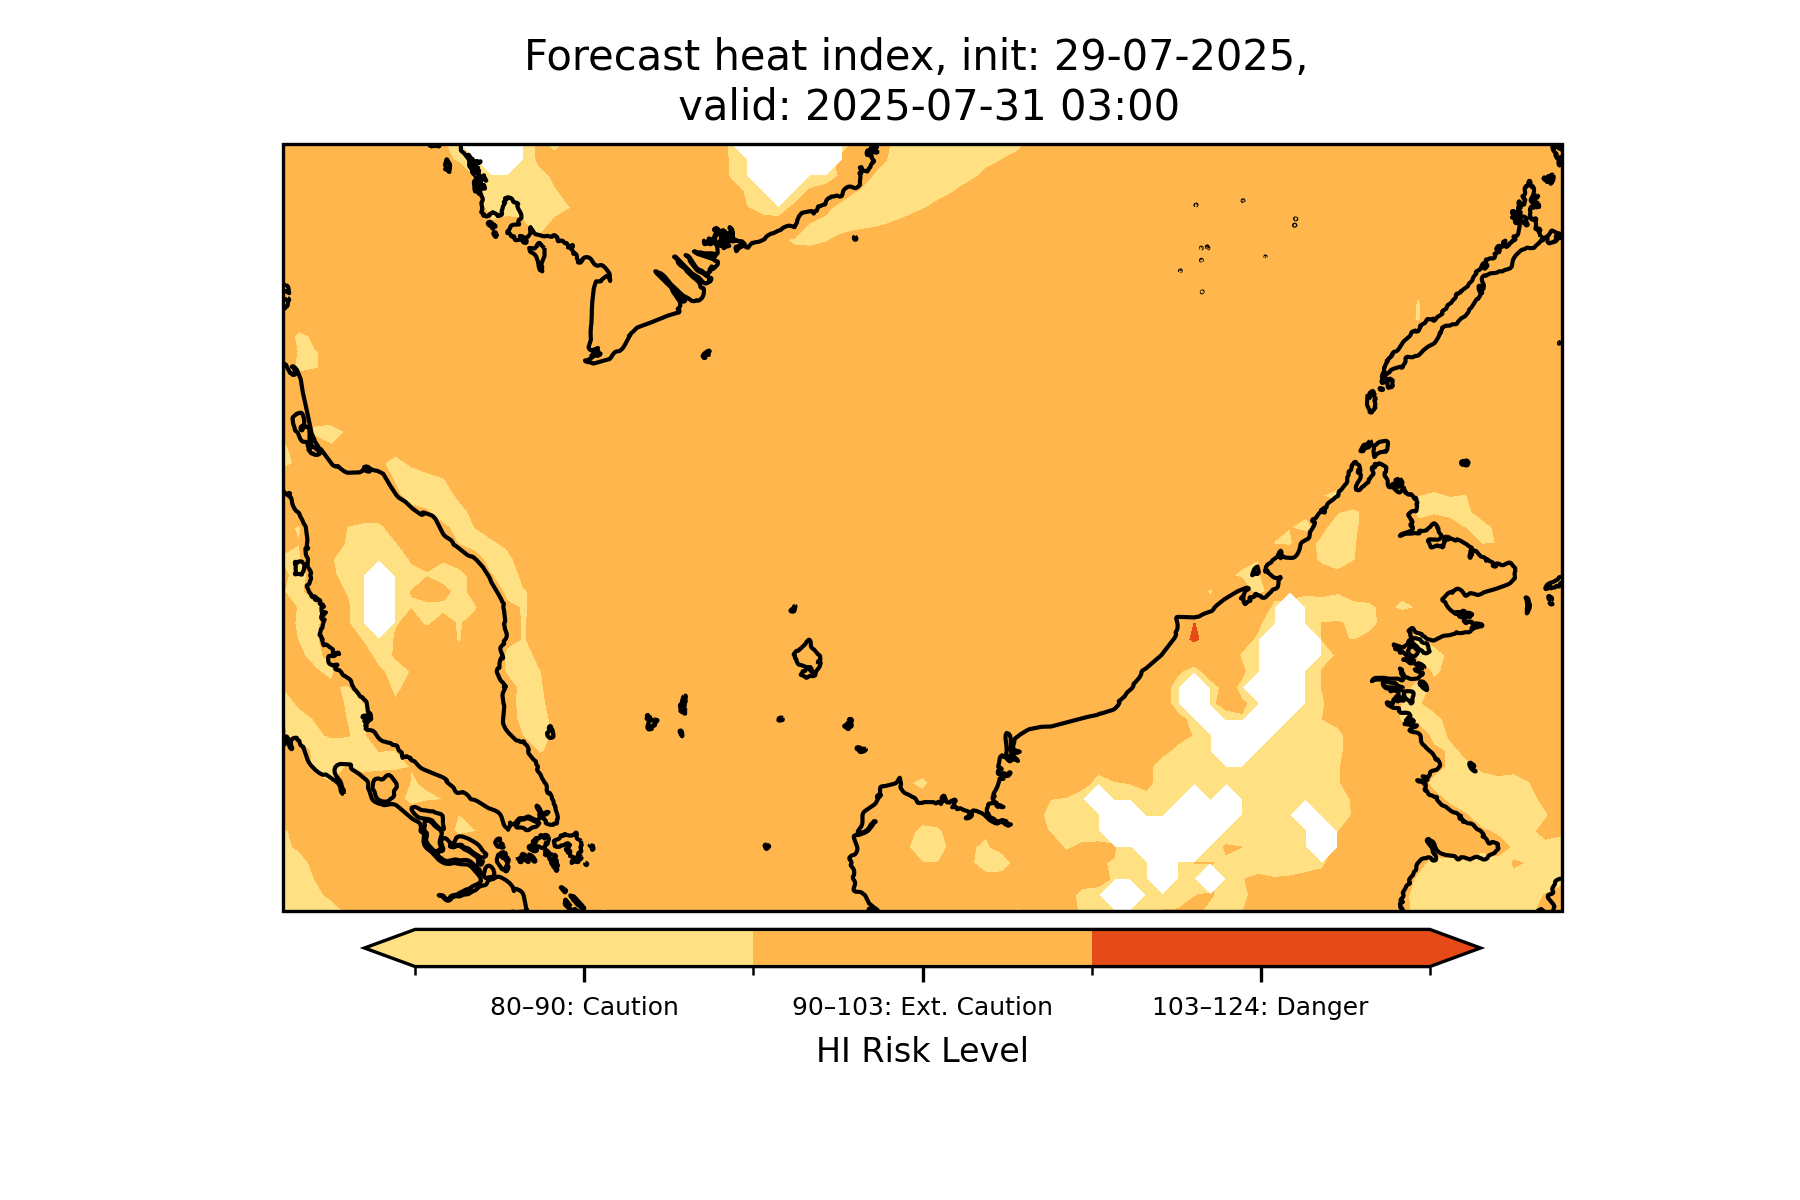 Forecast heat index, init: 29-07-2025,
valid: 2025-07-31 03:00
80–90: Caution
90–103: Ext. Caution
103–124: Danger
HI Risk Level